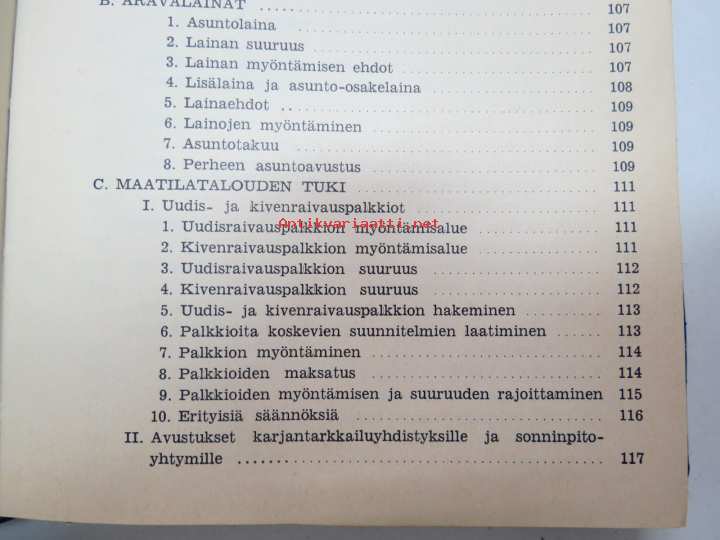 B. ARAVALAINAT 107
1. Asuntolaina 107
2. Lainan suuruus 107
3. Lainan myöntämisen ehdot 107
4. Lisälaina ja asunto-osakelaina 108
5. Lainaehdot 109
6. Lainojen myöntäminen 109
7. Asuntotakuu 109
8. Perheen asuntoavustus 109
C. MAATILATALOUDEN TUKI 111
I. Uudis- ja kivenraivauspalkkiot 111
Antikvariaatti.net
1. Uudisraivauspalkkion myöntämisalue 111
2. Kivenraivauspalkkion myöntämisalue 111
3. Uudisraivauspalkkion suuruus 112
4. Kivenraivauspalkkion suuruus 112
5. Uudis- ja kivenraivauspalkkion hakeminen 113
6. Palkkioita koskevien suunnitelmien laatiminen 113
7. Palkkion myöntäminen 114
8. Palkkioiden maksatus 114
9. Palkkioiden myöntämisen ja suuruuden rajoittaminen 115
10. Erityisiä säännöksiä 116
II. Avustukset karjantarkkailuyhdistyksille ja sonninpito-
yhtymille 117